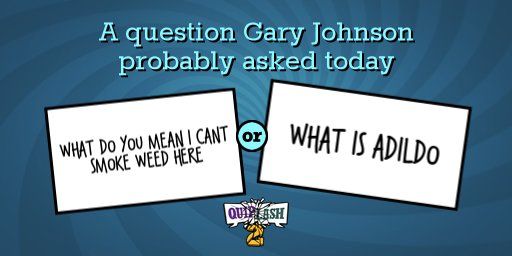 A question Gary Johnson
probably asked today
WHAT DO YOU MEAN I CANT
SMOKE WEED HERE
or
WHAT IS ADILDO
QUIPLASH
2